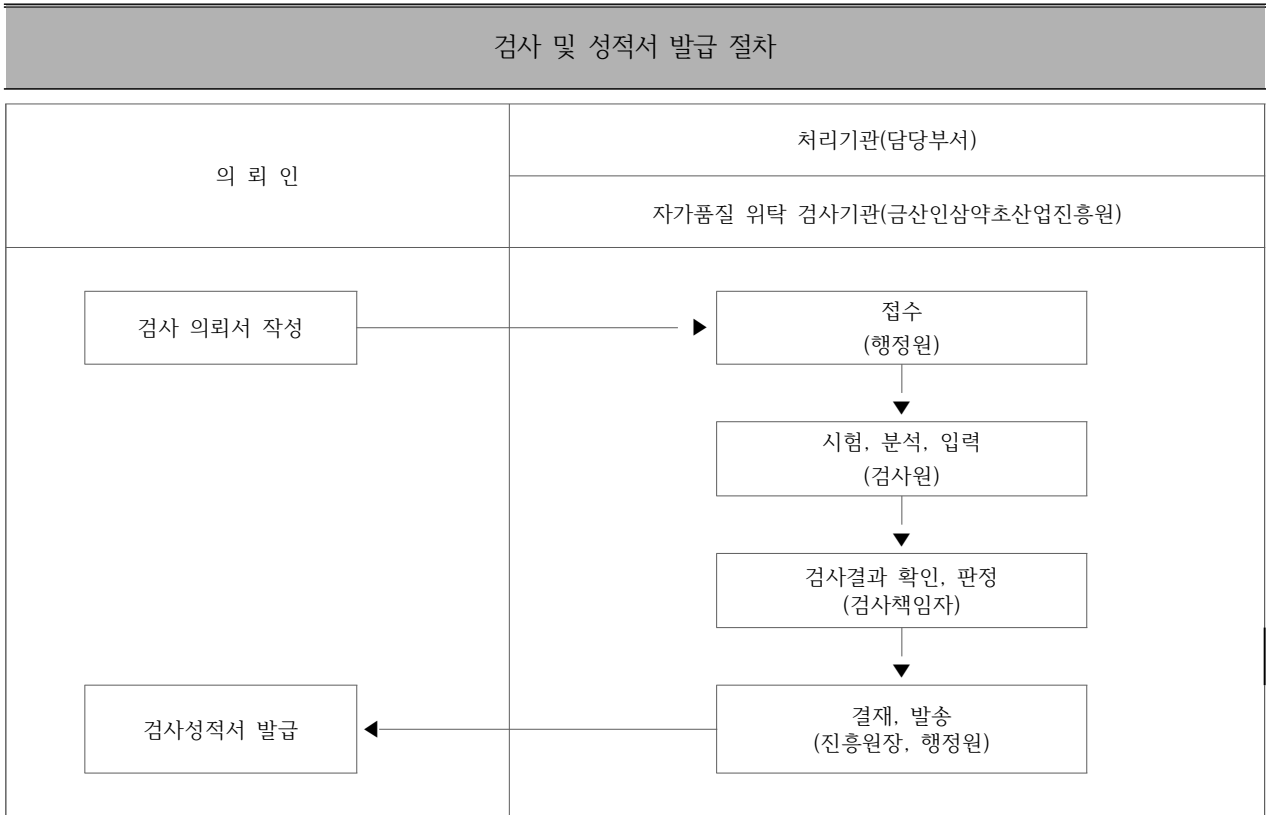 검사 및 성적서 발급 절차
의 뢰 인
처리기관(담당부서)
자가품질 위탁 검사기관(금산인삼약초산업진흥원)
검사 의뢰서 작성
접수
(행정원)
시험, 분석, 입력
(검사원)
검사결과 확인, 판정
(검사책임자)
검사성적서 발급
결재, 발송
(진흥원장, 행정원)